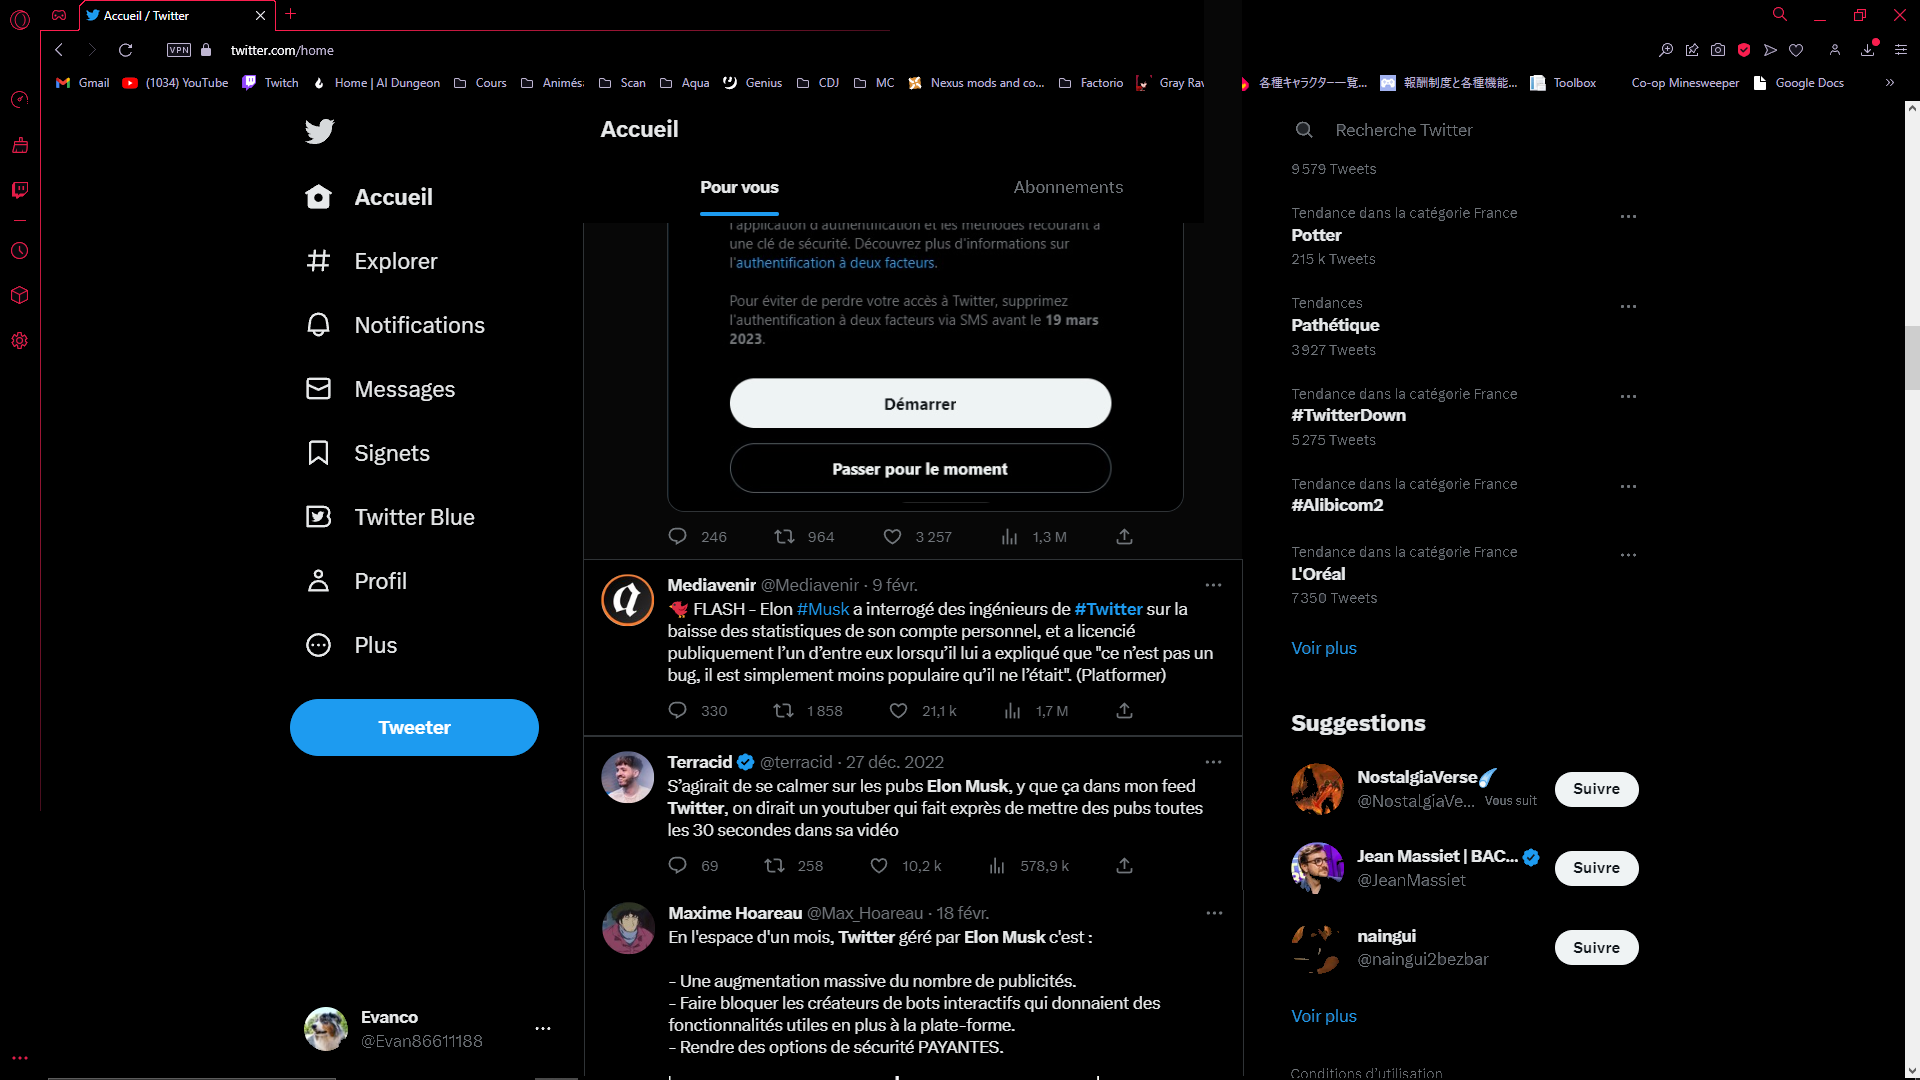 Accueil / Twitter
VPN
twitter.com/home
Gmail
(1034) YouTube
Twitch
Home | AI Dungeon
Cours
Animés
Scan
Aqua
Genius
CDJ
MC
Nexus mods and co...
Factorio
Gray
各種キャラクター一覧...
報酬制度と各種機能...
Toolbox
Co-op Minesweeper
Google Docs
Accueil
Explorer
Notifications
Messages
Signets
Twitter Blue
Profil
Plus
Tweeter
Evanco
@Evan86611188
Accueil
Pour vous
Abonnements
l'application d'authentification et les méthodes recourant à
une clé de sécurité. Découvrez plus d'informations sur
l'authentification à deux facteurs.
Pour éviter de perdre votre accès à Twitter, supprimez
l'authentification à deux facteurs via SMS avant le 19 mars
2023.
Démarrer
Passer pour le moment
246 964 3 257 1,3 M
Mediavenir @Mediavenir · 9 févr.
FLASH - Elon #Musk a interrogé des ingénieurs de #Twitter sur la
baisse des statistiques de son compte personnel, et a licencié
publiquement l’un d’entre eux lorsqu’il lui a expliqué que "ce n’est pas un
bug, il est simplement moins populaire qu’il ne l’était". (Platformer)
330 1 858 21,1 k 1,7 M
Terracid @terracid · 27 déc. 2022
S’agirait de se calmer sur les pubs Elon Musk, y que ça dans mon feed
Twitter, on dirait un youtuber qui fait exprès de mettre des pubs toutes
les 30 secondes dans sa vidéo
69 258 10,2 k 578,9 k
Maxime Hoareau @Max_Hoareau · 18 févr.
En l'espace d'un mois, Twitter géré par Elon Musk c'est :
- Une augmentation massive du nombre de publicités.
- Faire bloquer les créateurs de bots interactifs qui donnaient des
fonctionnalités utiles en plus à la plate-forme.
- Rendre des options de sécurité PAYANTES.
Recherche Twitter
9 579 Tweets
Tendance dans la catégorie France
Potter
215 k Tweets
Tendances
Pathétique
3 927 Tweets
Tendance dans la catégorie France
#TwitterDown
5 275 Tweets
Tendance dans la catégorie France
#Alibicom2
Tendance dans la catégorie France
L'Oréal
7 350 Tweets
Voir plus
Suggestions
NostalgiaVerse
@NostalgiaVe... Vous suit
Suivre
Jean Massiet | BAC...
@JeanMassiet
Suivre
naingui
@naingui2bezbar
Suivre
Voir plus
Conditions d’utilisation